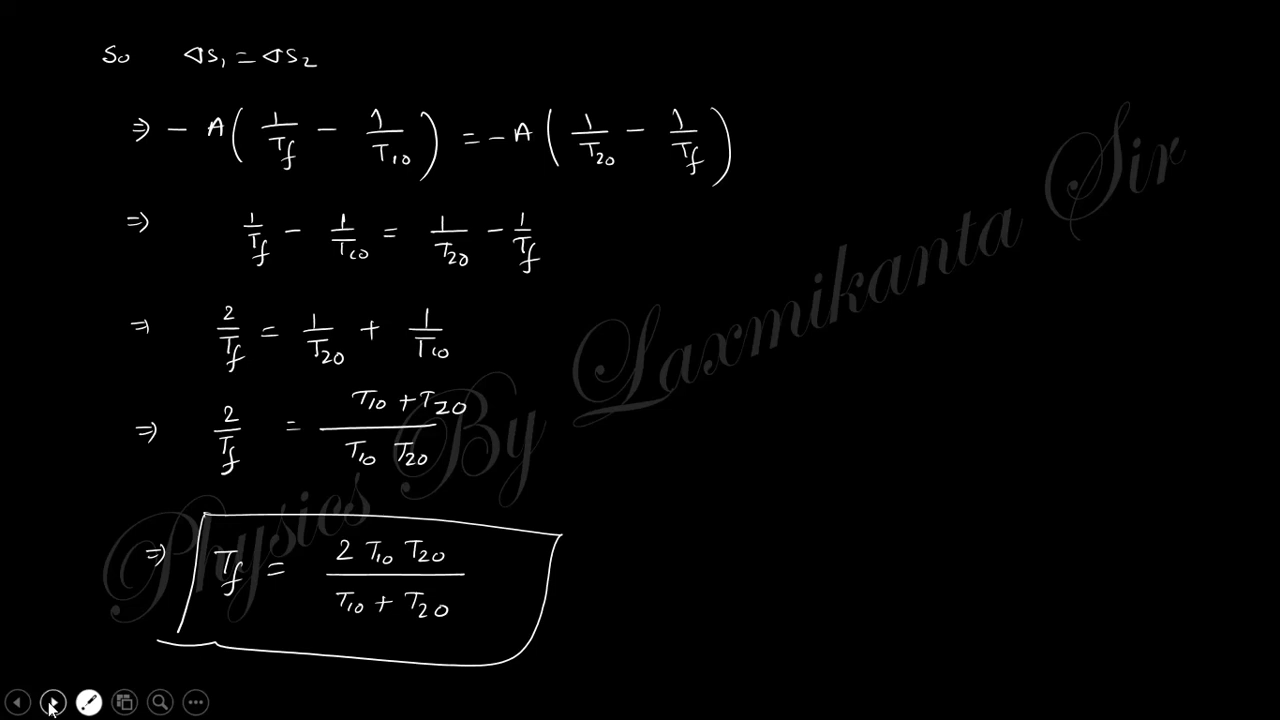 So ΔS₁ = ΔS₂
⇒ - A ( 1/T_f - 1/T₁₀ ) = - A ( 1/T₂₀ - 1/T_f )
⇒ 1/T_f - 1/T₁₀ = 1/T₂₀ - 1/T_f
⇒ 2/T_f = 1/T₂₀ + 1/T₁₀
⇒ 2/T_f = (T₁₀ + T₂₀) / (T₁₀ T₂₀)
⇒ T_f = (2 T₁₀ T₂₀) / (T₁₀ + T₂₀)
Physics By Laxmikanta Sir